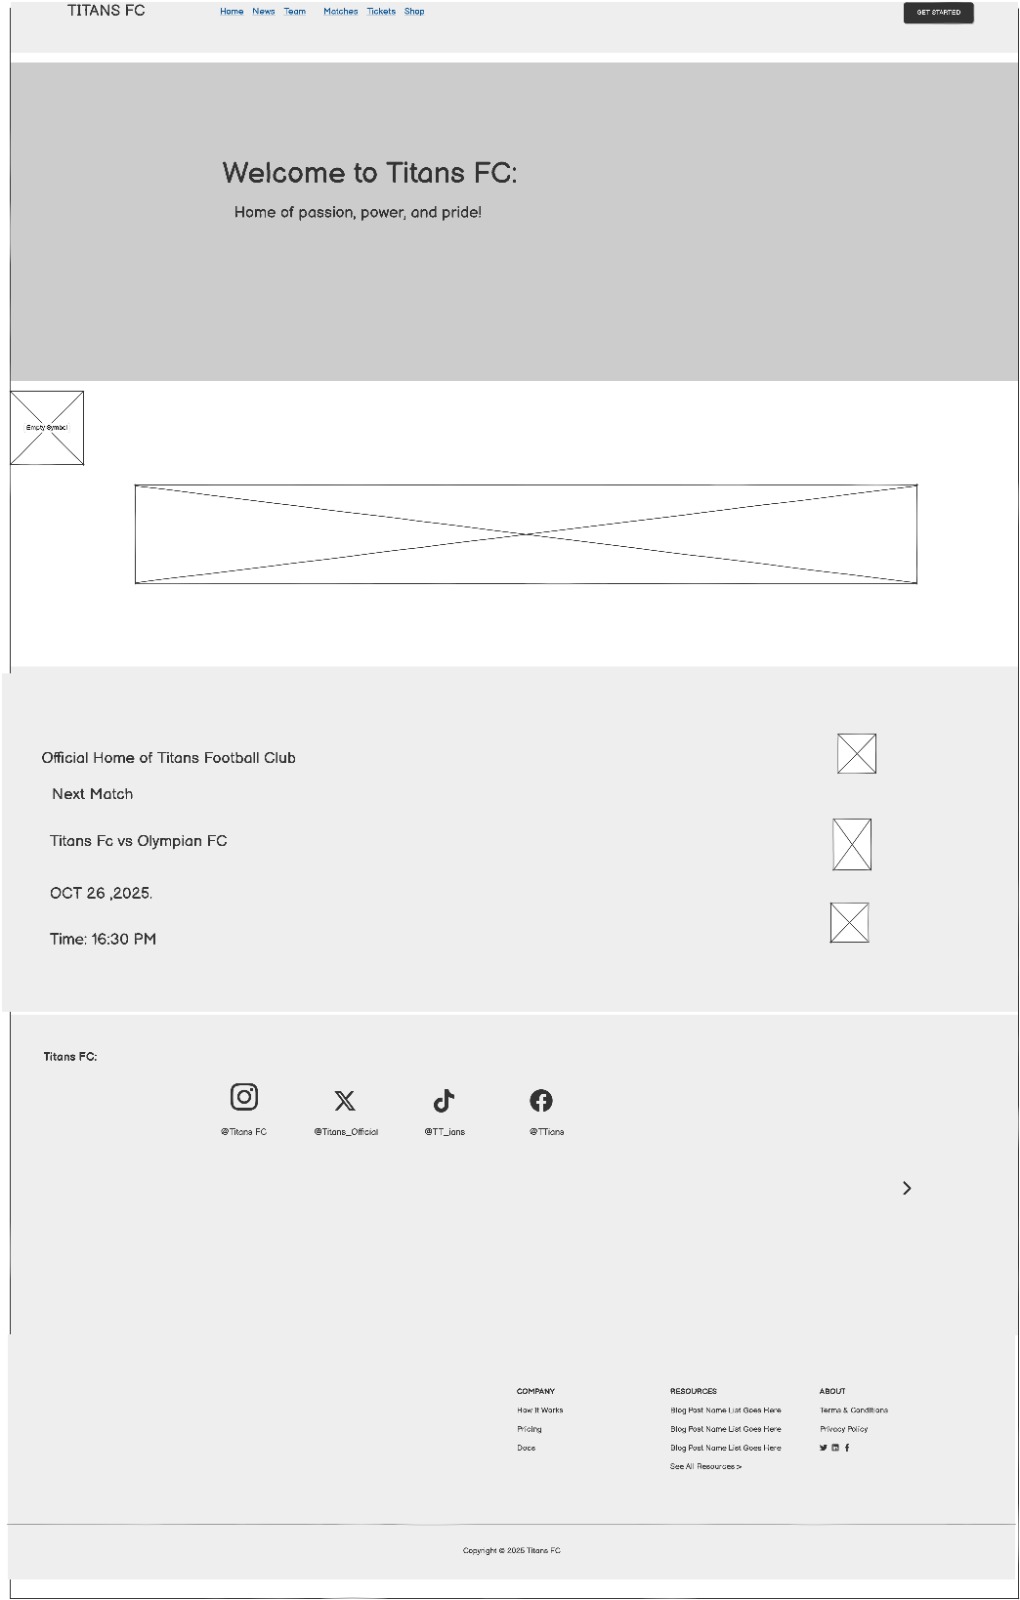 TITANS FC
Home News Team Matches Tickets Shop
GET STARTED
Welcome to Titans FC:
Home of passion, power, and pride!
Empty Symbol
Official Home of Titans Football Club
Next Match
Titans Fc vs Olympian FC
OCT 26 ,2025.
Time: 16:30 PM
Titans FC:
@Titans FC
@Titans_Official
@TT_ians
@TTians
COMPANY
How It Works
Pricing
Docs
RESOURCES
Blog Post Name List Goes Here
Blog Post Name List Goes Here
Blog Post Name List Goes Here
See All Resources >
ABOUT
Terms & Conditions
Privacy Policy
Copyright © 2025 Titans FC